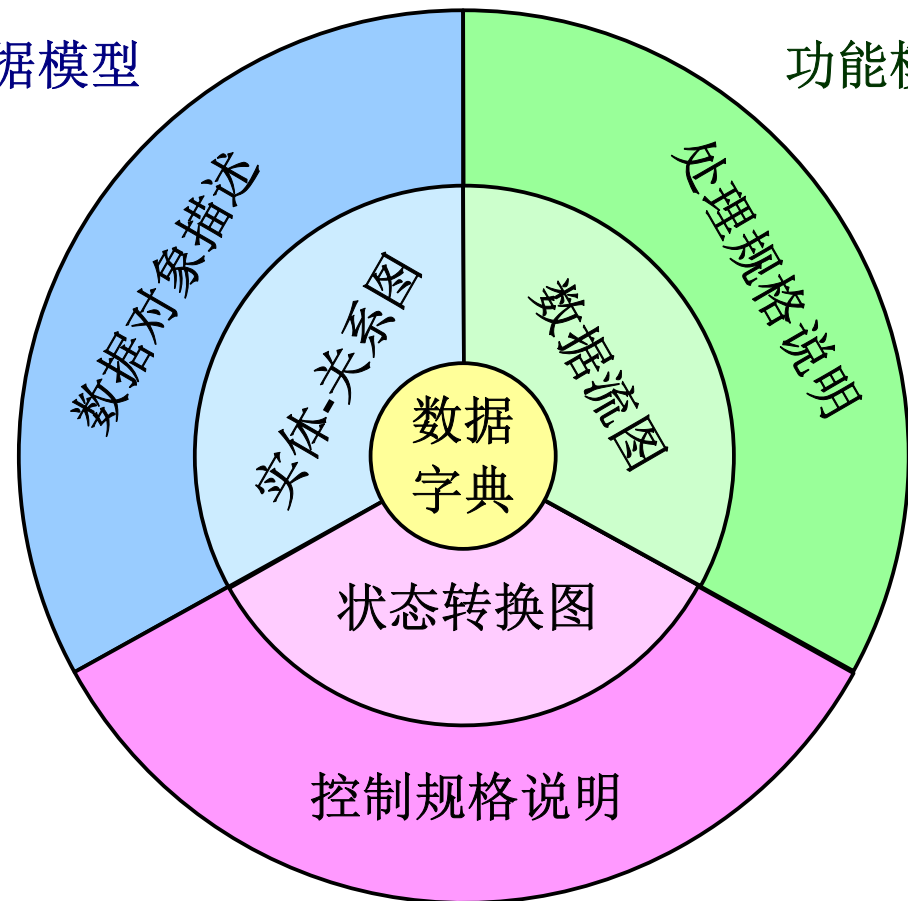 据模型
功能模
数据对象描述
处理规格说明
实体-关系图
数据流图
数据
字典
状态转换图
控制规格说明